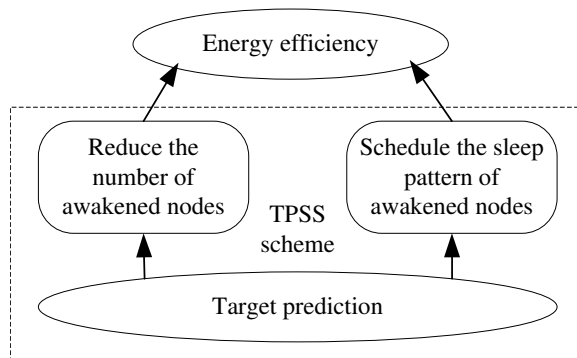 Energy efficiency
Reduce the
number of
awakened nodes
Schedule the sleep
pattern of
awakened nodes
TPSS
scheme
Target prediction